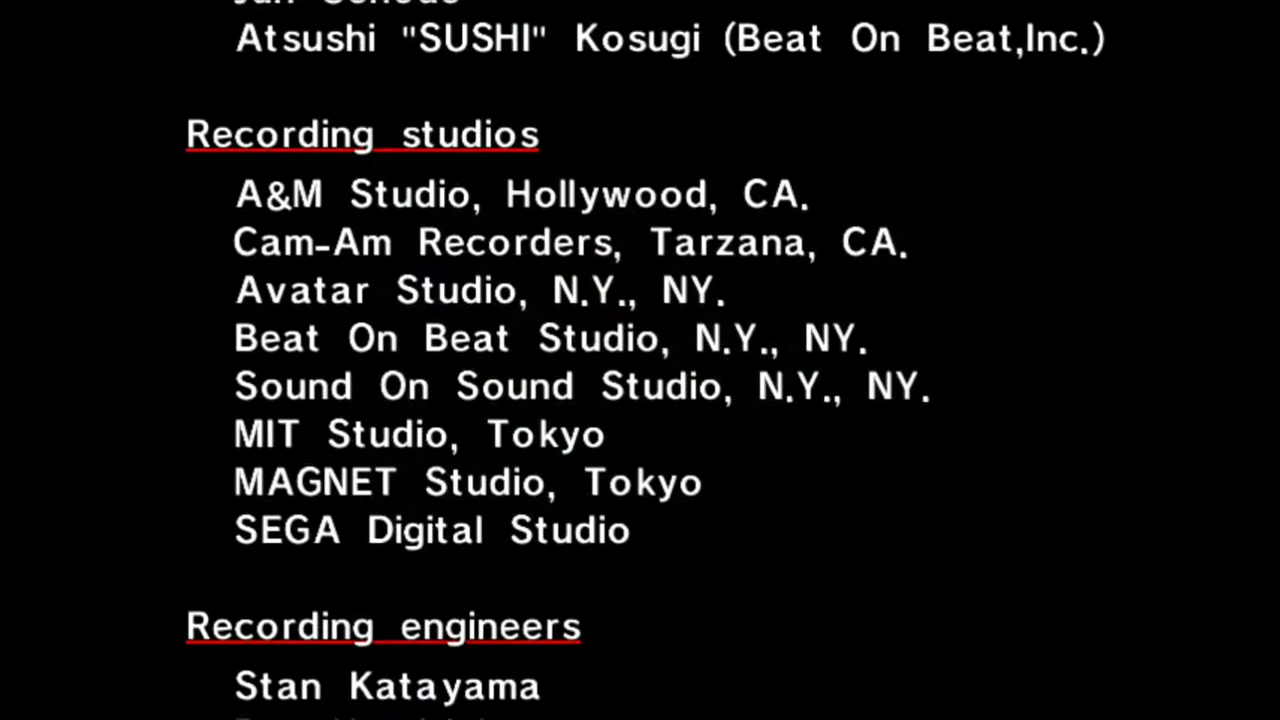 Atsushi "SUSHI" Kosugi (Beat On Beat,Inc.)
Recording studios
A&M Studio, Hollywood, CA.
Cam-Am Recorders, Tarzana, CA.
Avatar Studio, N.Y., NY.
Beat On Beat Studio, N.Y., NY.
Sound On Sound Studio, N.Y., NY.
MIT Studio, Tokyo
MAGNET Studio, Tokyo
SEGA Digital Studio
Recording engineers
Stan Katayama